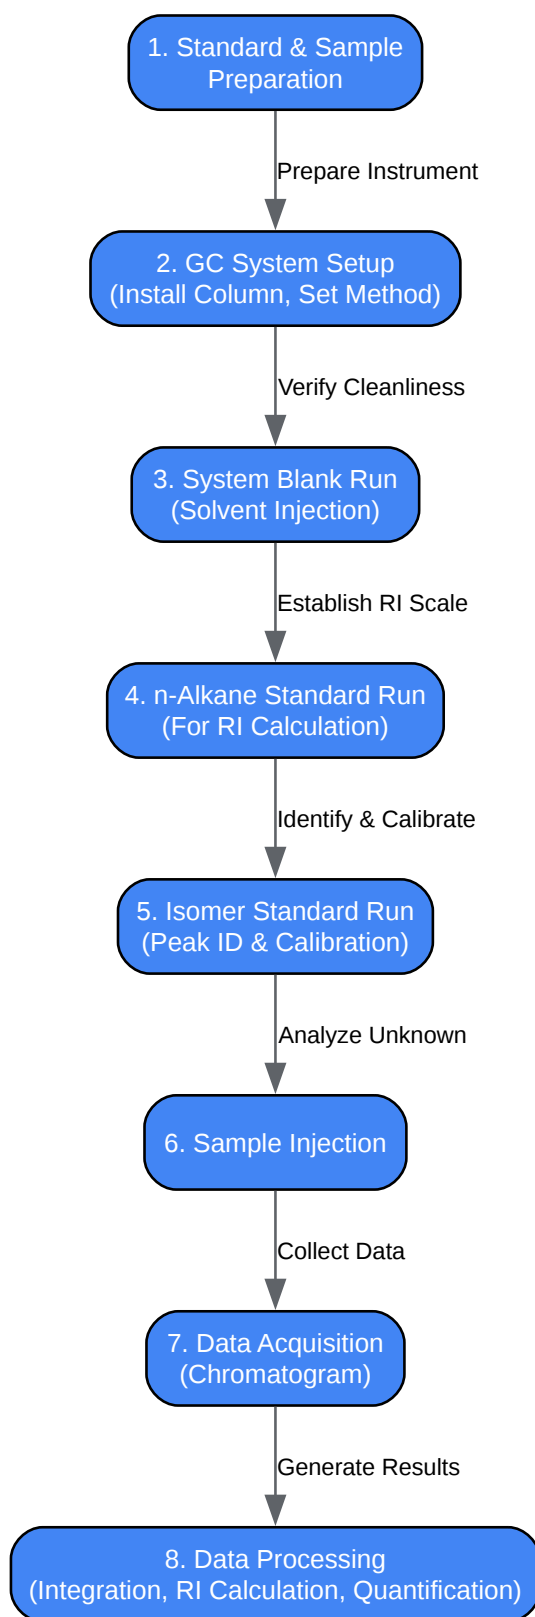 1. Standard & Sample
Preparation
Prepare Instrument
2. GC System Setup
(Install Column, Set Method)
Verify Cleanliness
3. System Blank Run
(Solvent Injection)
Establish RI Scale
4. n-Alkane Standard Run
(For RI Calculation)
Identify & Calibrate
5. Isomer Standard Run
(Peak ID & Calibration)
Analyze Unknown
6. Sample Injection
Collect Data
7. Data Acquisition
(Chromatogram)
Generate Results
8. Data Processing
(Integration, RI Calculation, Quantification)